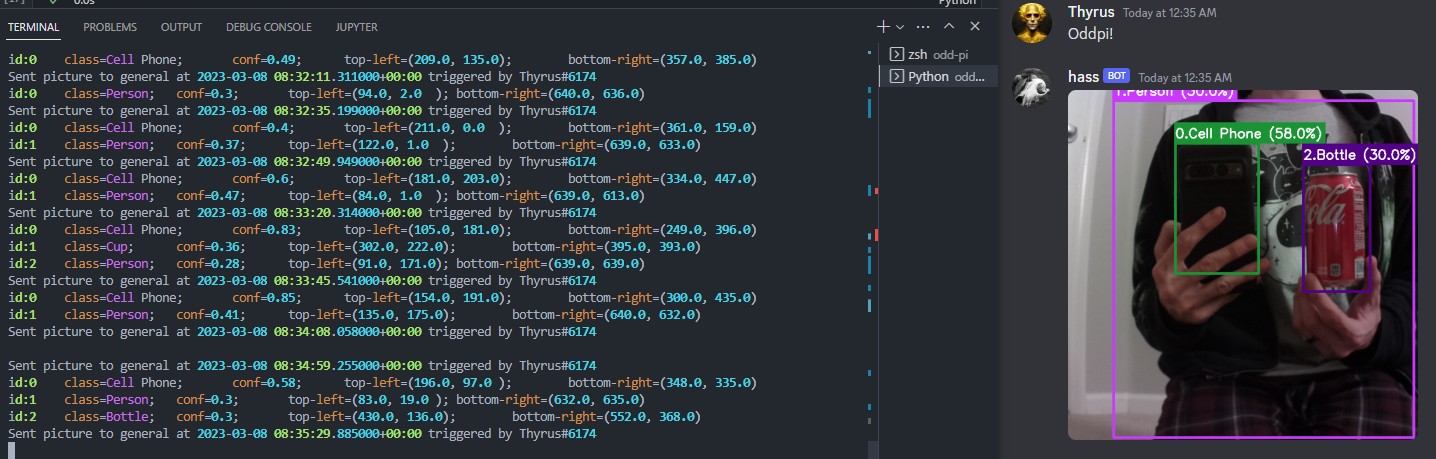 0.0s
Python
TERMINAL PROBLEMS OUTPUT DEBUG CONSOLE JUPYTER
id:0 class=Cell Phone; conf=0.49; top-left=(209.0, 135.0); bottom-right=(357.0, 385.0)
Sent picture to general at 2023-03-08 08:32:11.311000+00:00 triggered by Thyrus#6174
id:0 class=Person; conf=0.3; top-left=(94.0, 2.0 ); bottom-right=(640.0, 636.0)
Sent picture to general at 2023-03-08 08:32:35.199000+00:00 triggered by Thyrus#6174
id:0 class=Cell Phone; conf=0.4; top-left=(211.0, 0.0 ); bottom-right=(361.0, 159.0)
id:1 class=Person; conf=0.37; top-left=(122.0, 1.0 ); bottom-right=(639.0, 633.0)
Sent picture to general at 2023-03-08 08:32:49.949000+00:00 triggered by Thyrus#6174
id:0 class=Cell Phone; conf=0.6; top-left=(181.0, 203.0); bottom-right=(334.0, 447.0)
id:1 class=Person; conf=0.47; top-left=(84.0, 1.0 ); bottom-right=(639.0, 613.0)
Sent picture to general at 2023-03-08 08:33:20.314000+00:00 triggered by Thyrus#6174
id:0 class=Cell Phone; conf=0.83; top-left=(105.0, 181.0); bottom-right=(249.0, 396.0)
id:1 class=Cup; conf=0.36; top-left=(302.0, 222.0); bottom-right=(395.0, 393.0)
id:2 class=Person; conf=0.28; top-left=(91.0, 171.0); bottom-right=(639.0, 639.0)
Sent picture to general at 2023-03-08 08:33:45.541000+00:00 triggered by Thyrus#6174
id:0 class=Cell Phone; conf=0.85; top-left=(154.0, 191.0); bottom-right=(300.0, 435.0)
id:1 class=Person; conf=0.41; top-left=(135.0, 175.0); bottom-right=(640.0, 632.0)
Sent picture to general at 2023-03-08 08:34:08.058000+00:00 triggered by Thyrus#6174
Sent picture to general at 2023-03-08 08:34:59.255000+00:00 triggered by Thyrus#6174
id:0 class=Cell Phone; conf=0.58; top-left=(196.0, 97.0 ); bottom-right=(348.0, 335.0)
id:1 class=Person; conf=0.3; top-left=(83.0, 19.0 ); bottom-right=(632.0, 635.0)
id:2 class=Bottle; conf=0.3; top-left=(430.0, 136.0); bottom-right=(552.0, 368.0)
Sent picture to general at 2023-03-08 08:35:29.885000+00:00 triggered by Thyrus#6174
zsh odd-pi
Python odd...
Thyrus Today at 12:35 AM
Oddpi!
hass BOT Today at 12:35 AM
1.Person (30.0%)
0.Cell Phone (58.0%)
2.Bottle (30.0%)
Cola